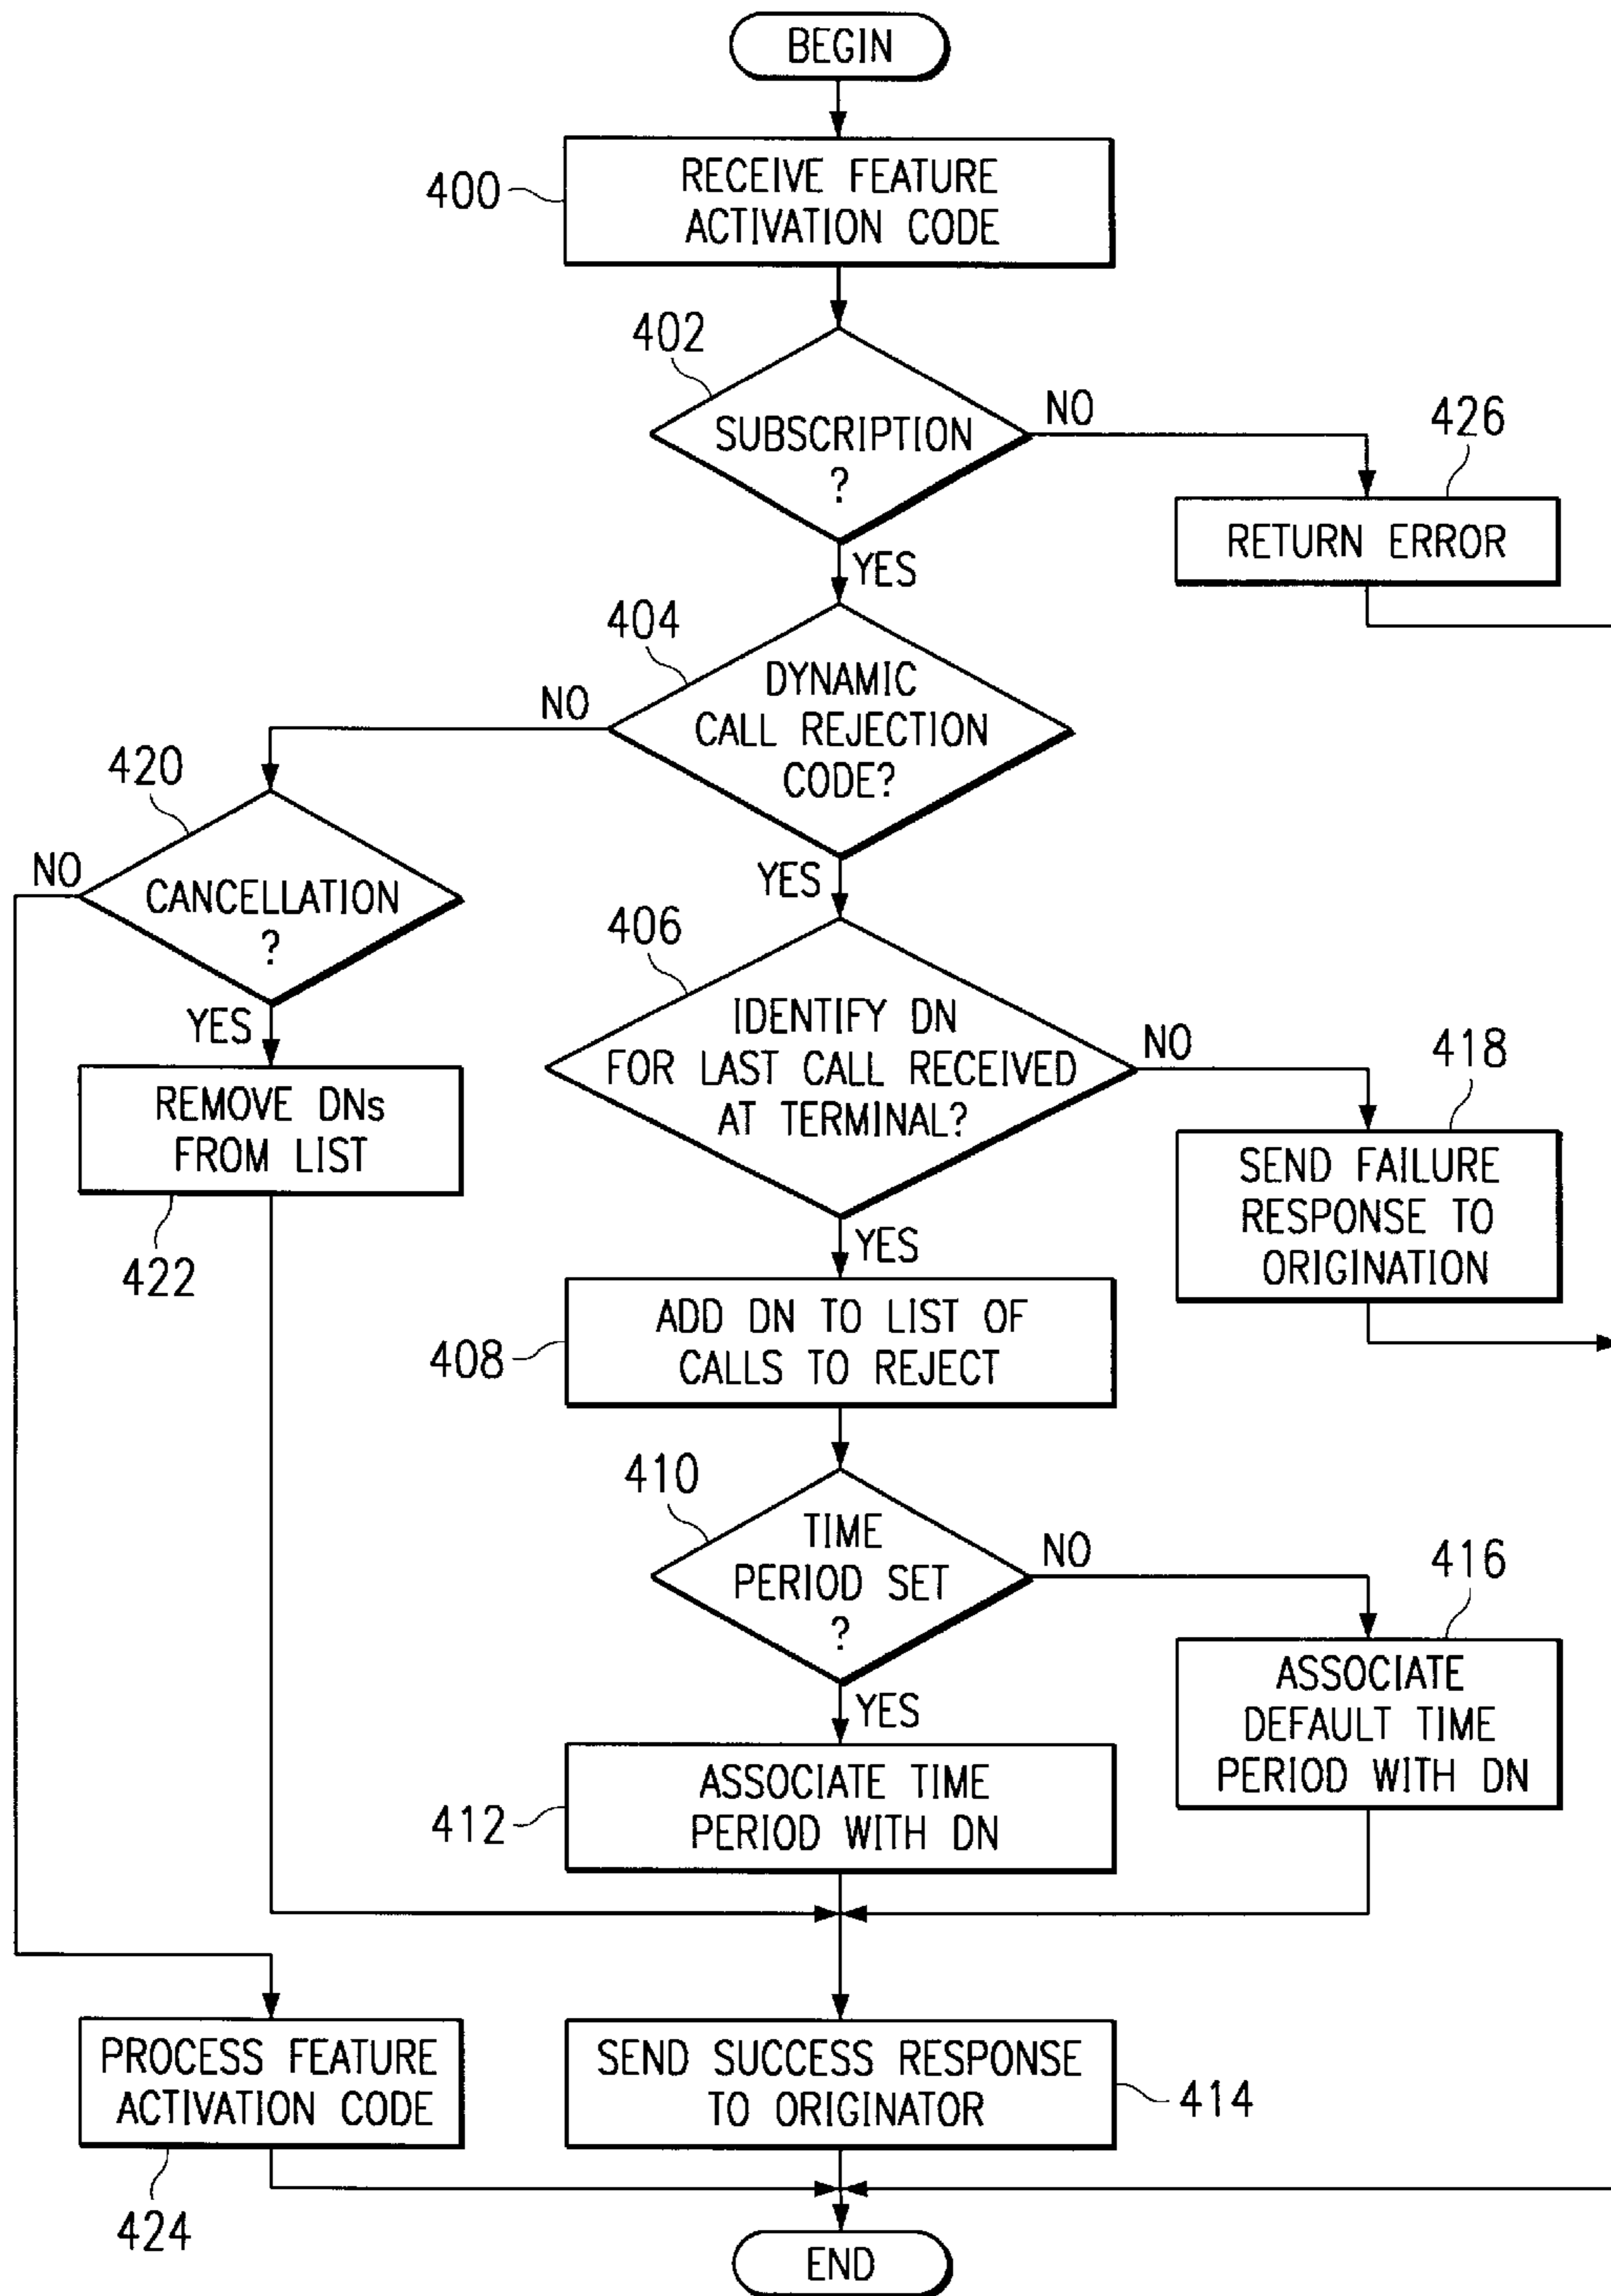 BEGIN
400
RECEIVE FEATURE
ACTIVATION CODE
402
SUBSCRIPTION
?
NO
426
RETURN ERROR
YES
404
DYNAMIC
CALL REJECTION
CODE?
NO
420
CANCELLATION
?
NO
YES
REMOVE DNs
FROM LIST
422
YES
406
IDENTIFY DN
FOR LAST CALL RECEIVED
AT TERMINAL?
NO
418
SEND FAILURE
RESPONSE TO
ORIGINATION
YES
408
ADD DN TO LIST OF
CALLS TO REJECT
410
TIME
PERIOD SET
?
NO
416
ASSOCIATE
DEFAULT TIME
PERIOD WITH DN
YES
412
ASSOCIATE TIME
PERIOD WITH DN
PROCESS FEATURE
ACTIVATION CODE
424
SEND SUCCESS RESPONSE
TO ORIGINATOR
414
END